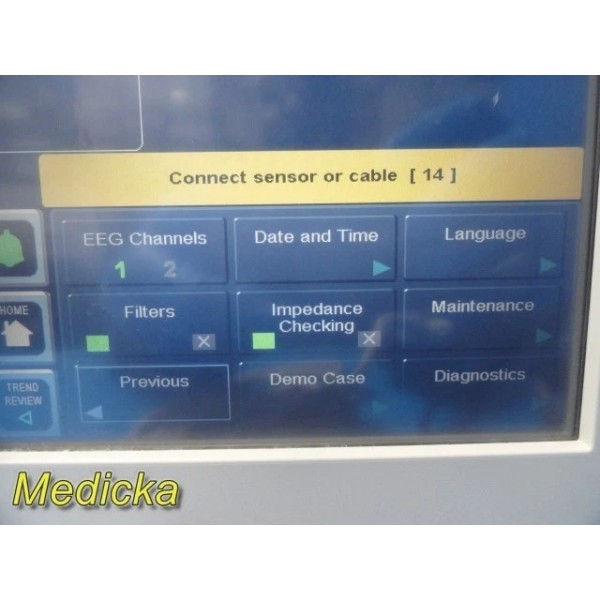 Connect sensor or cable [ 14 ]
EEG Channels
1 2
Date and Time
Language
HOME
Filters
Impedance
Checking
Maintenance
TREND
REVIEW
Previous
Demo Case
Diagnostics
Medicka